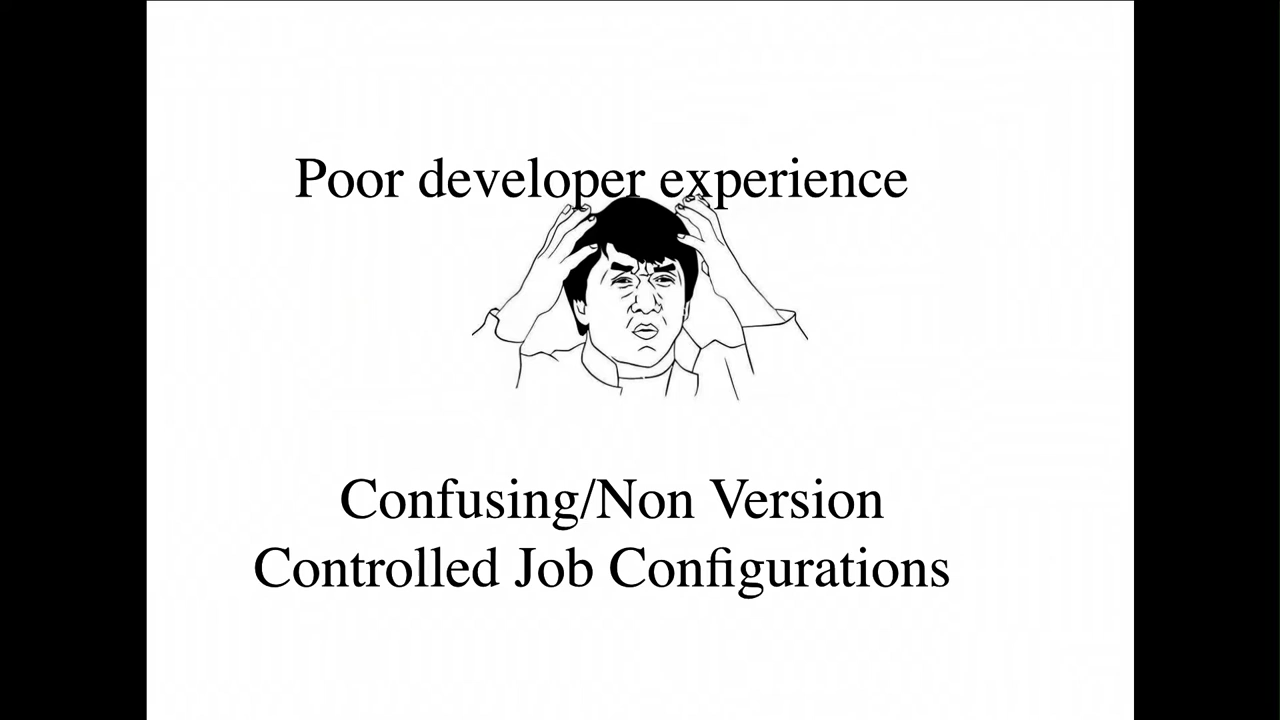 Poor developer experience
Confusing/Non Version
Controlled Job Configurations